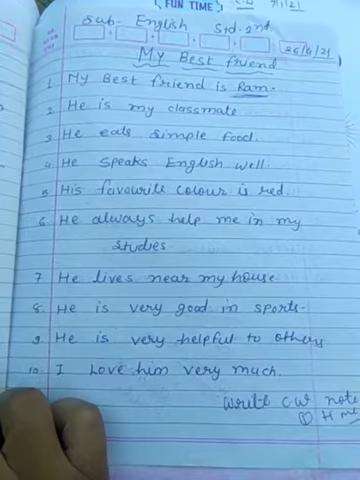 FUN TIME
Sub- English Std-2nd
25/6/21
My Best friend
1 My Best friend is Ram.
2 He is my classmate
3 He eats simple food.
4. He speaks English well.
5 His favourite colour is red.
6 He always help me in my
studies
7 He lives near my house
8. He is very good in sports.
9. He is very helpful to others
10. I Love him very much.
write cw note
① H